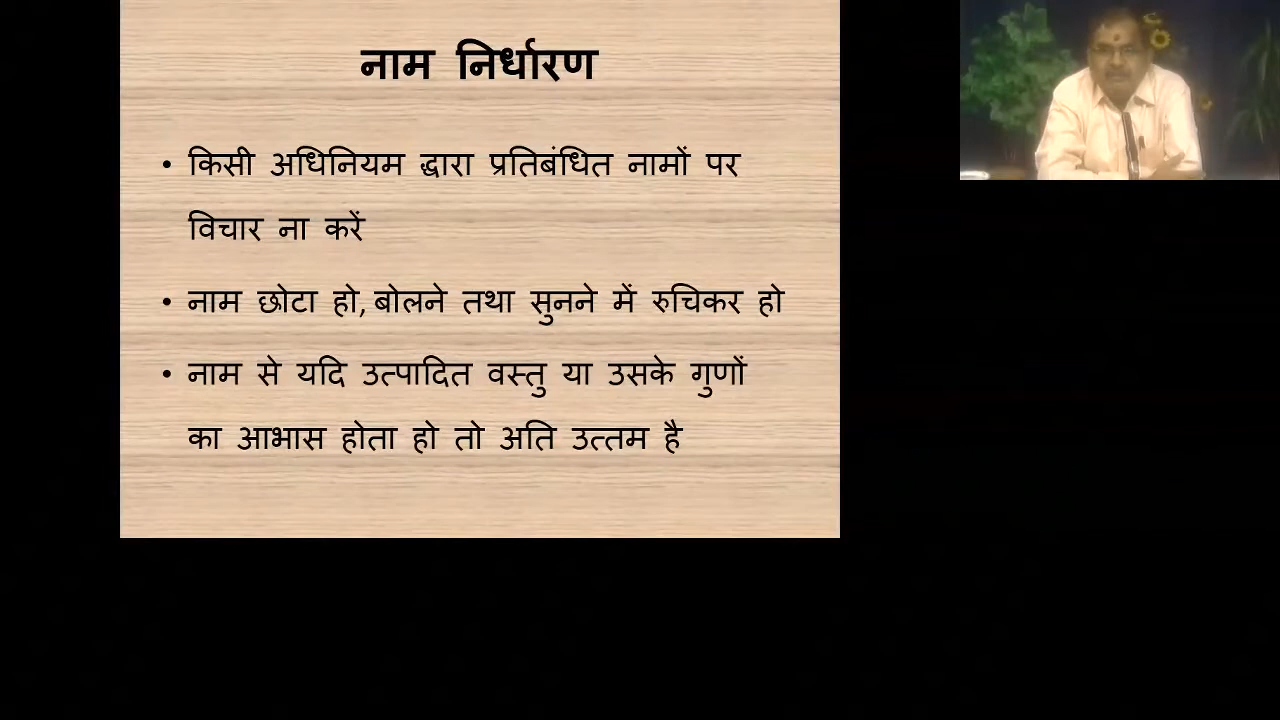 नाम निर्धारण
• किसी अधिनियम द्वारा प्रतिबंधित नामों पर
विचार ना करें
• नाम छोटा हो, बोलने तथा सुनने में रुचिकर हो
• नाम से यदि उत्पादित वस्तु या उसके गुणों
का आभास होता हो तो अति उत्तम है